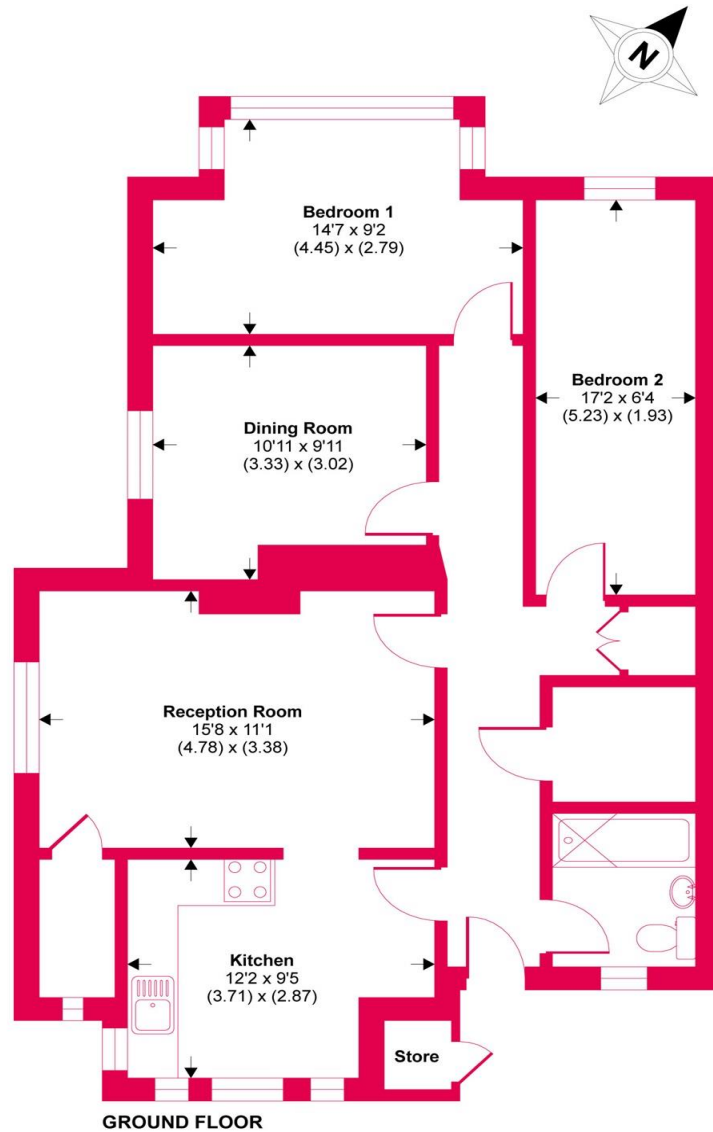 N
Bedroom 1
14'7 x 9'2
(4.45) x (2.79)
Bedroom 2
17'2 x 6'4
(5.23) x (1.93)
Dining Room
10'11 x 9'11
(3.33) x (3.02)
Reception Room
15'8 x 11'1
(4.78) x (3.38)
Kitchen
12'2 x 9'5
(3.71) x (2.87)
Store
GROUND FLOOR